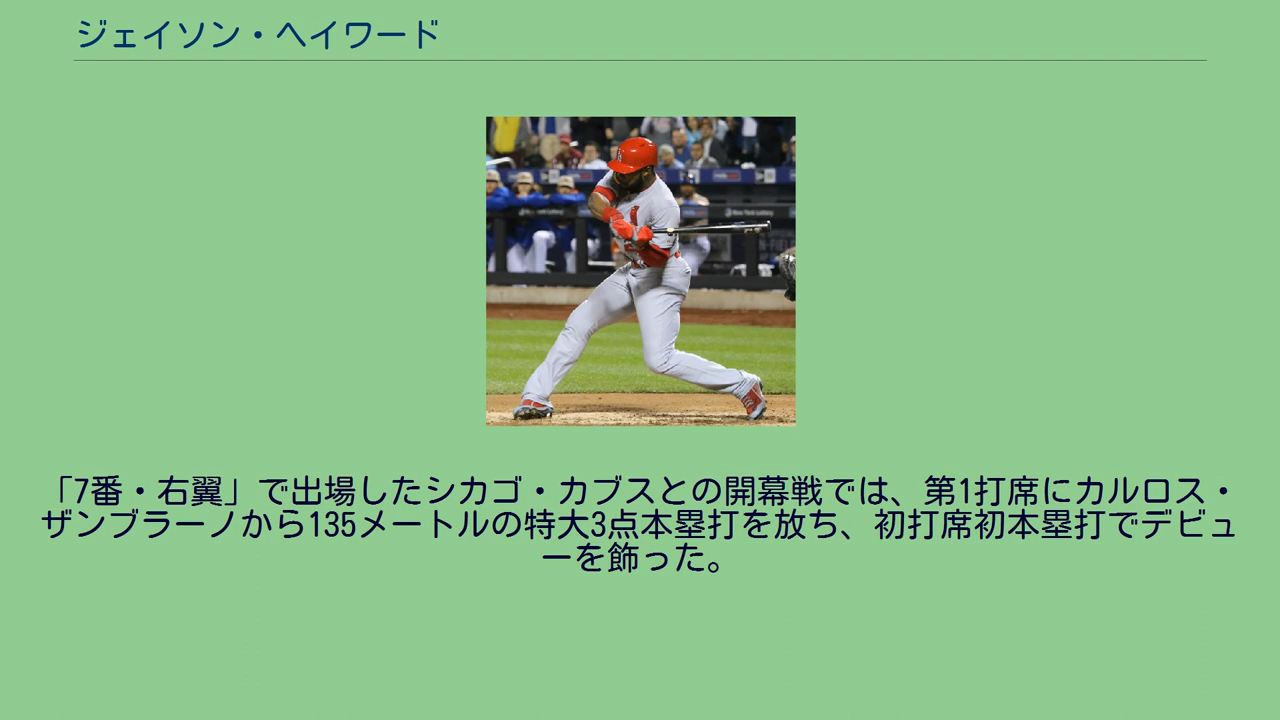 ジェイソン・ヘイワード
「7番・右翼」で出場したシカゴ・カブスとの開幕戦では、第1打席にカルロス・
ザンブラーノから135メートルの特大3点本塁打を放ち、初打席初本塁打でデビュ
ーを飾った。